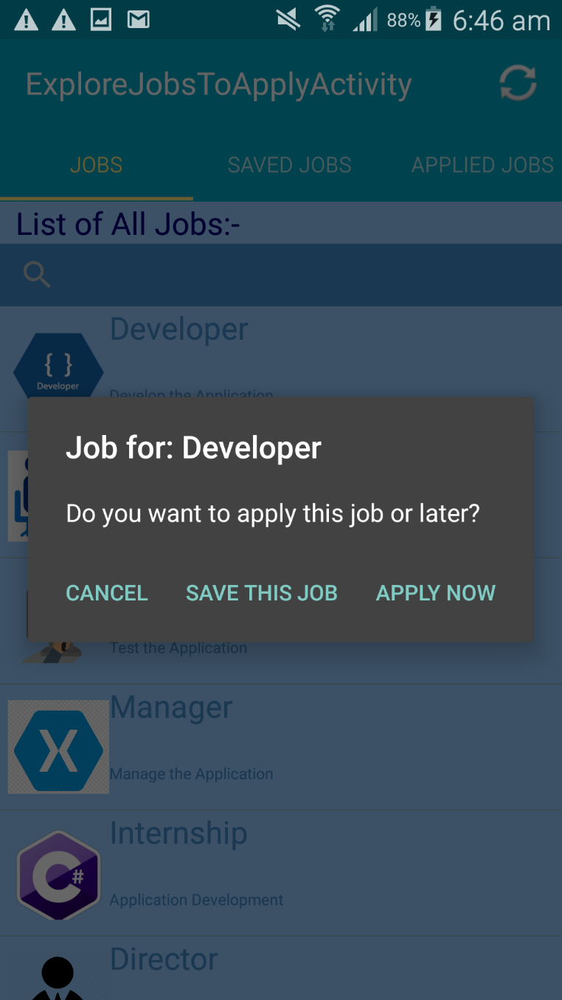 88% 6:46 am
ExploreJobsToApplyActivity
JOBS SAVED JOBS APPLIED JOBS
List of All Jobs:-
Developer
{ }
Developer
Develop the Application
Job for: Developer
Do you want to apply this job or later?
CANCEL SAVE THIS JOB APPLY NOW
Test the Application
Manager
X
Manage the Application
Internship
C#
Application Development
Director